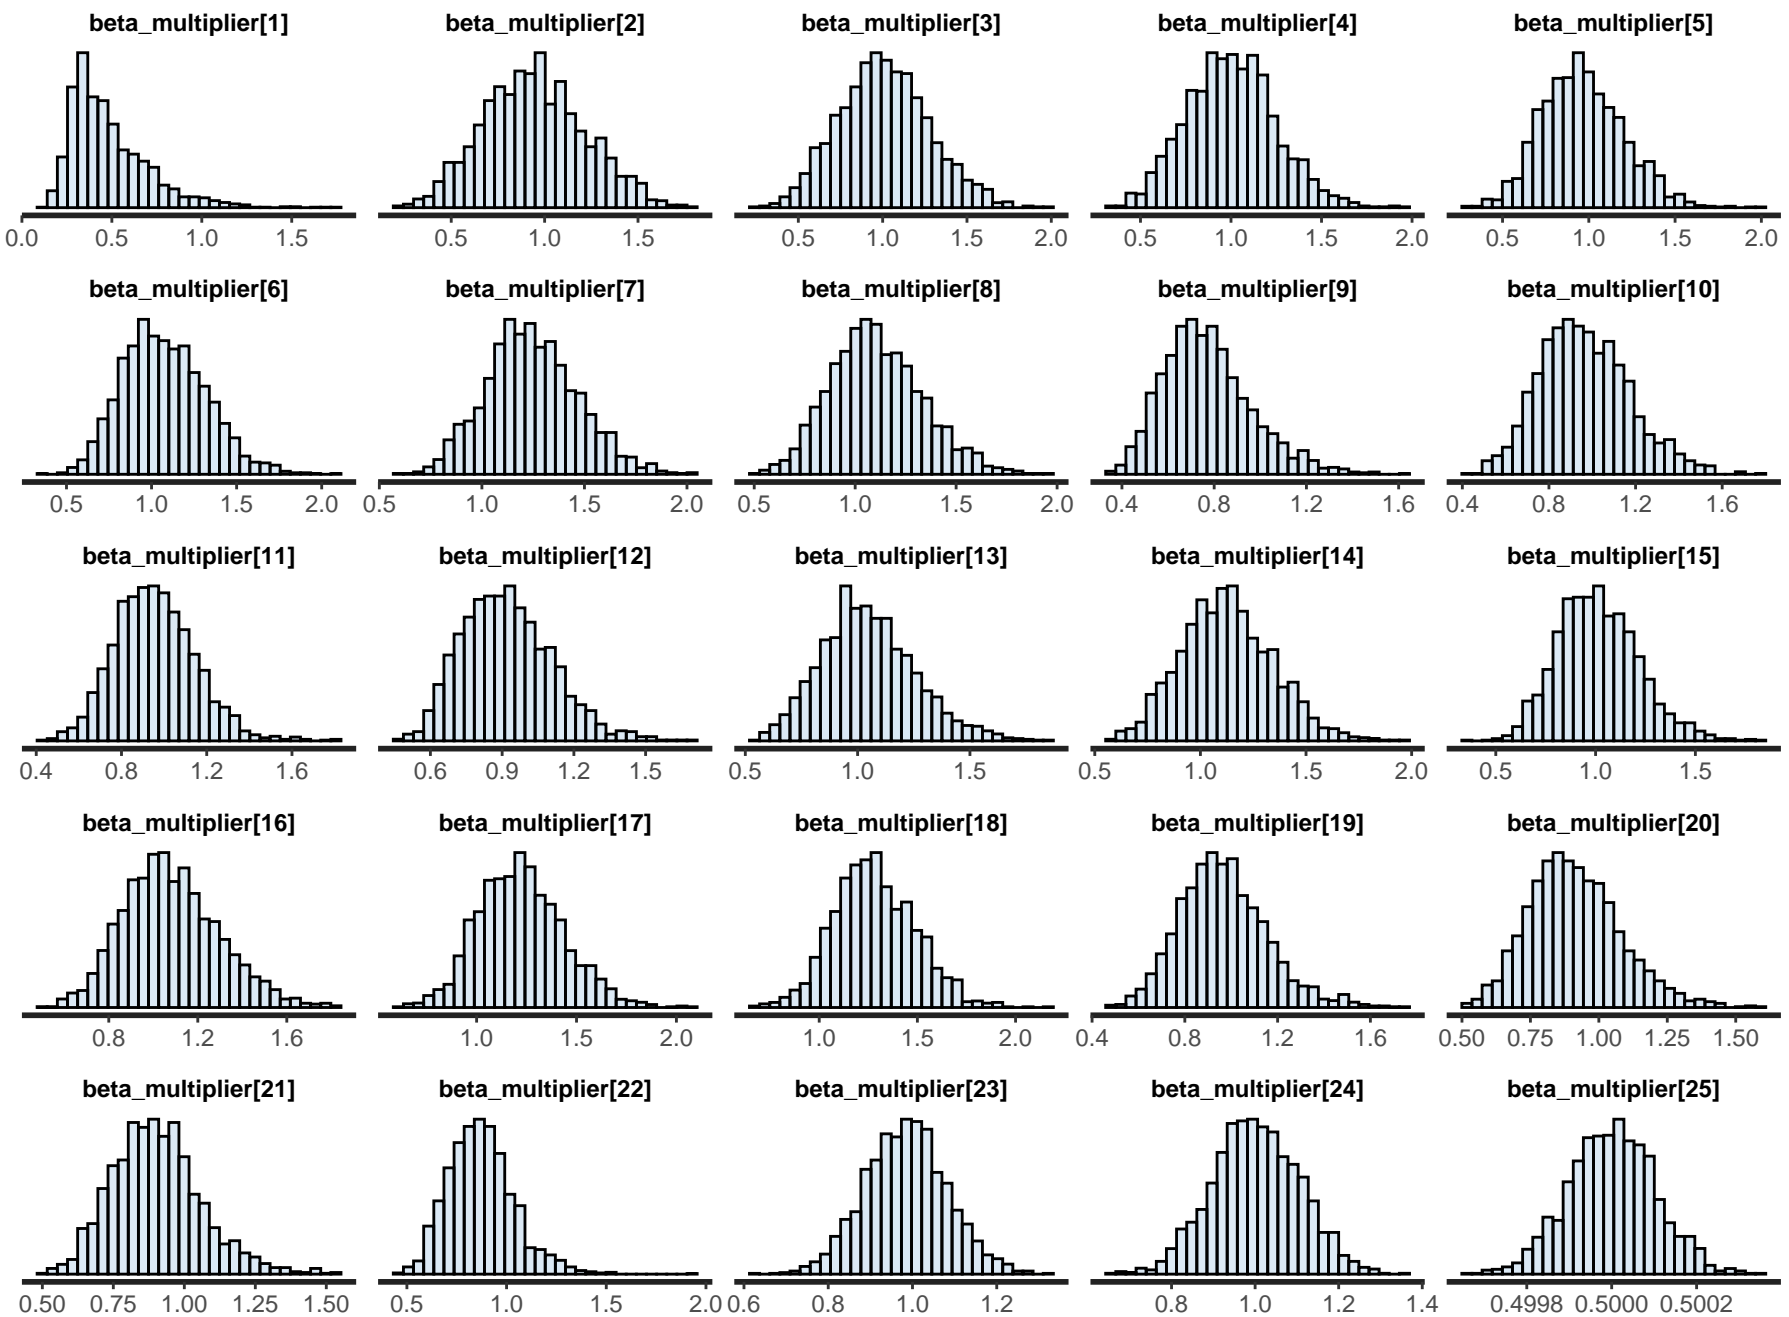 beta_multiplier[1] beta_multiplier[2] beta_multiplier[3] beta_multiplier[4] beta_multiplier[5]
0.0 0.5 1.0 1.5 0.5 1.0 1.5 0.5 1.0 1.5 2.0 0.5 1.0 1.5 2.0 0.5 1.0 1.5 2.0
beta_multiplier[6] beta_multiplier[7] beta_multiplier[8] beta_multiplier[9] beta_multiplier[10]
0.5 1.0 1.5 2.0 0.5 1.0 1.5 2.0 0.5 1.0 1.5 2.0 0.4 0.8 1.2 1.6 0.4 0.8 1.2 1.6
beta_multiplier[11] beta_multiplier[12] beta_multiplier[13] beta_multiplier[14] beta_multiplier[15]
0.4 0.8 1.2 1.6 0.6 0.9 1.2 1.5 0.5 1.0 1.5 0.5 1.0 1.5 2.0 0.5 1.0 1.5
beta_multiplier[16] beta_multiplier[17] beta_multiplier[18] beta_multiplier[19] beta_multiplier[20]
0.8 1.2 1.6 1.0 1.5 2.0 1.0 1.5 2.0 0.4 0.8 1.2 1.6 0.50 0.75 1.00 1.25 1.50
beta_multiplier[21] beta_multiplier[22] beta_multiplier[23] beta_multiplier[24] beta_multiplier[25]
0.50 0.75 1.00 1.25 1.50 0.5 1.0 1.5 2.0 0.6 0.8 1.0 1.2 0.8 1.0 1.2 1.4 0.4998 0.5000 0.5002